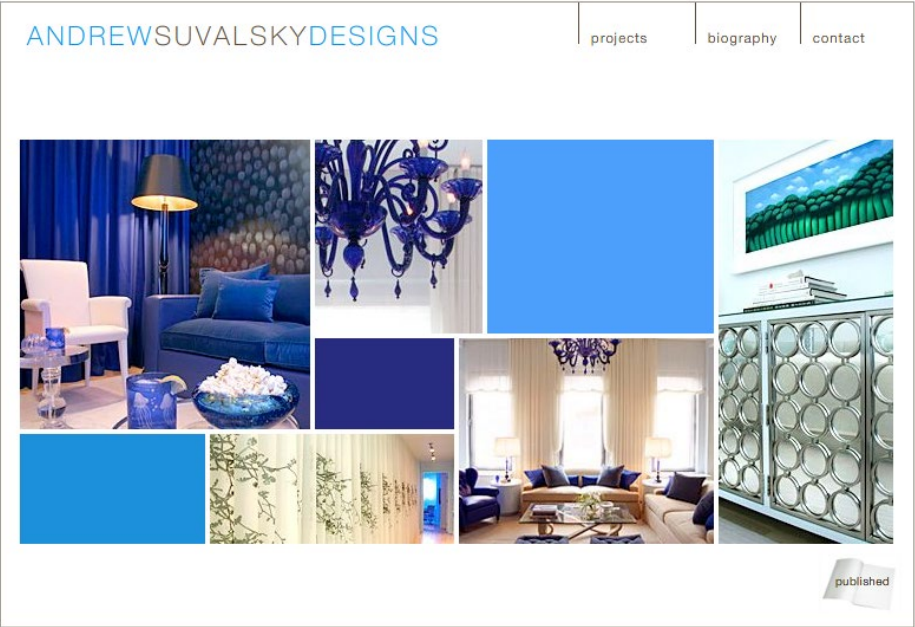 ANDREWSUVALSKYDESIGNS
projects
biography
contact
published